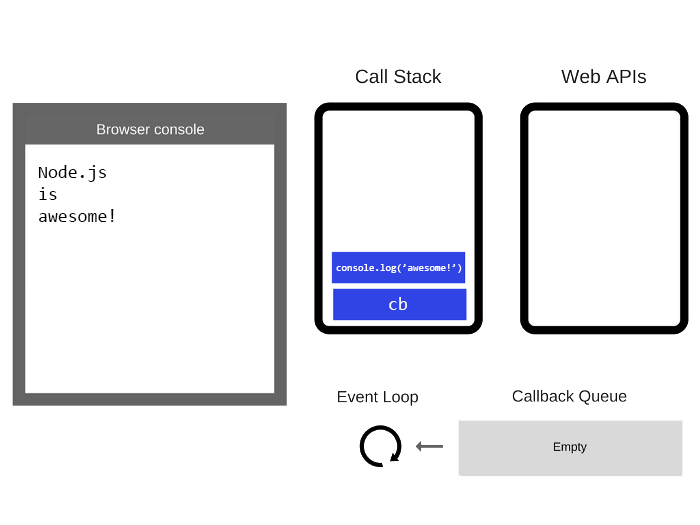 Call Stack
Web APIs
Browser console
Node.js
is
awesome!
console.log(’awesome!‘)
cb
Event Loop
Callback Queue
Empty